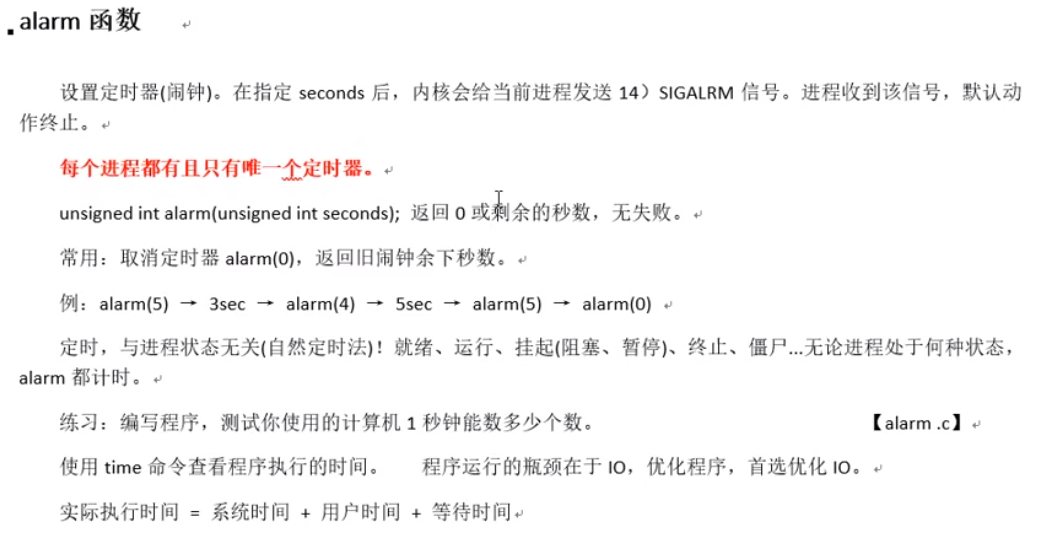 alarm 函数
设置定时器(闹钟)。在指定 seconds 后，内核会给当前进程发送 14）SIGALRM 信号。进程收到该信号，默认动
作终止。
每个进程都有且只有唯一个定时器。
unsigned int alarm(unsigned int seconds); 返回 0 或剩余的秒数，无失败。
常用：取消定时器 alarm(0)，返回旧闹钟余下秒数。
例：alarm(5) → 3sec → alarm(4) → 5sec → alarm(5) → alarm(0)
定时，与进程状态无关(自然定时法)！就绪、运行、挂起(阻塞、暂停)、终止、僵尸...无论进程处于何种状态，
alarm 都计时。
练习：编写程序，测试你使用的计算机 1 秒钟能数多少个数。 【alarm .c】
使用 time 命令查看程序执行的时间。 程序运行的瓶颈在于 IO，优化程序，首选优化 IO。
实际执行时间 = 系统时间 + 用户时间 + 等待时间